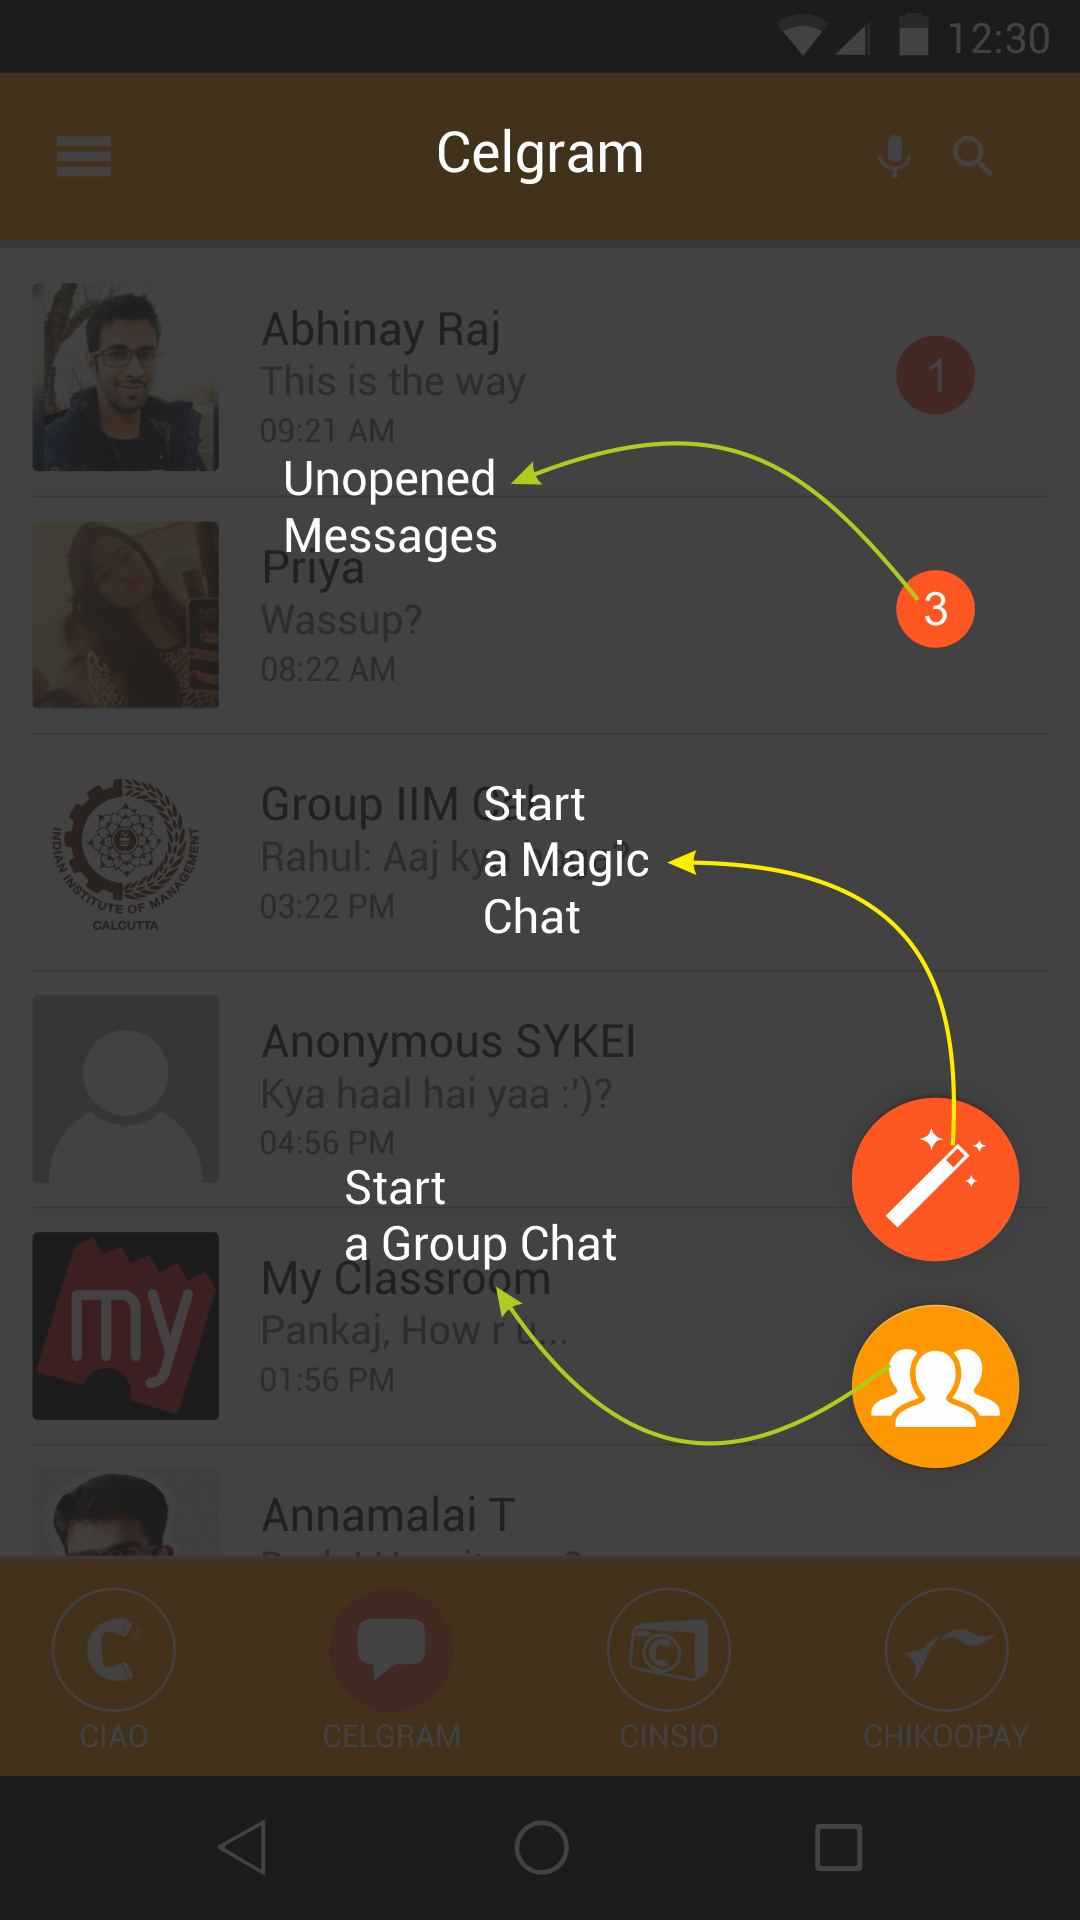 12:30
Celgram
Abhinay Raj
This is the way
1
09:21 AM
Unopened
Messages
Priya
3
Wassup?
08:22 AM
Group IIM Cal
Start
Rahul: Aaj kya
a Magic
03:22 PM
Chat
INDIAN INSTITUTE OF MANAGEMENT
CALCUTTA
Anonymous SYKEI
Kya haal hai yaa :')?
04:56 PM
Start
a Group Chat
my
My Classroom
Pankaj, How r u...
01:56 PM
Annamalai T
CIAO
CELGRAM
CINSIO
CHIKOOPAY